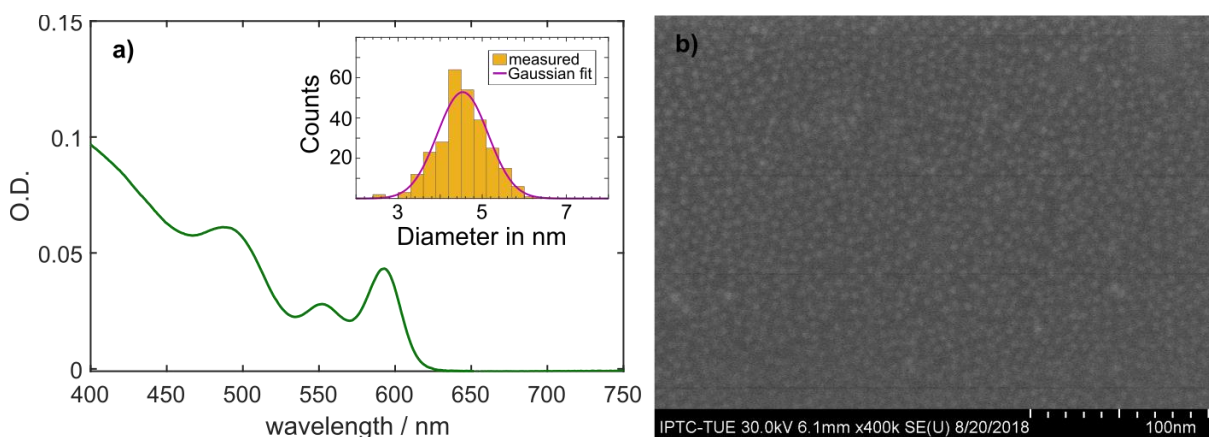 a)
O.D.
0.15
0.1
0.05
0
400 450 500 550 600 650 700 750
wavelength / nm
measured
Gaussian fit
Counts
60
40
20
3 5 7
Diameter in nm
b)
IPTC-TUE 30.0kV 6.1mm x400k SE(U) 8/20/2018 100nm